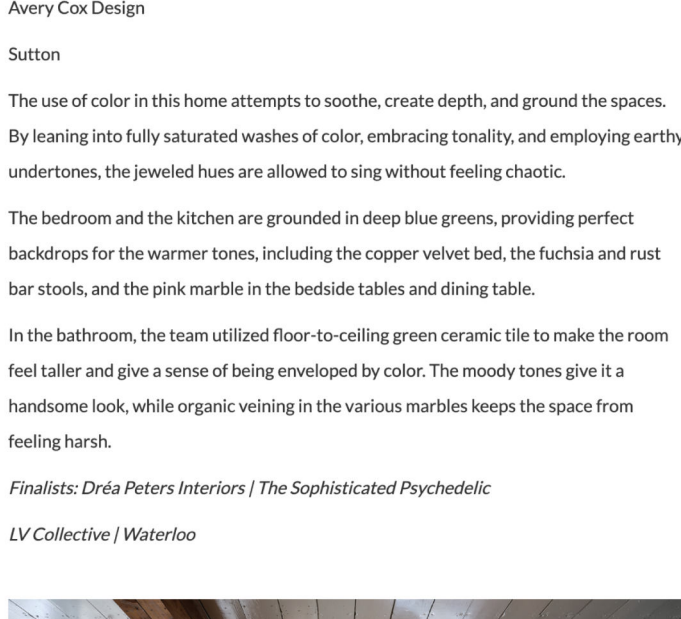 Avery Cox Design
Sutton
The use of color in this home attempts to soothe, create depth, and ground the spaces.
By leaning into fully saturated washes of color, embracing tonality, and employing earthy
undertones, the jeweled hues are allowed to sing without feeling chaotic.
The bedroom and the kitchen are grounded in deep blue greens, providing perfect
backdrops for the warmer tones, including the copper velvet bed, the fuchsia and rust
bar stools, and the pink marble in the bedside tables and dining table.
In the bathroom, the team utilized floor-to-ceiling green ceramic tile to make the room
feel taller and give a sense of being enveloped by color. The moody tones give it a
handsome look, while organic veining in the various marbles keeps the space from
feeling harsh.
Finalists: Dréa Peters Interiors | The Sophisticated Psychedelic
LV Collective | Waterloo